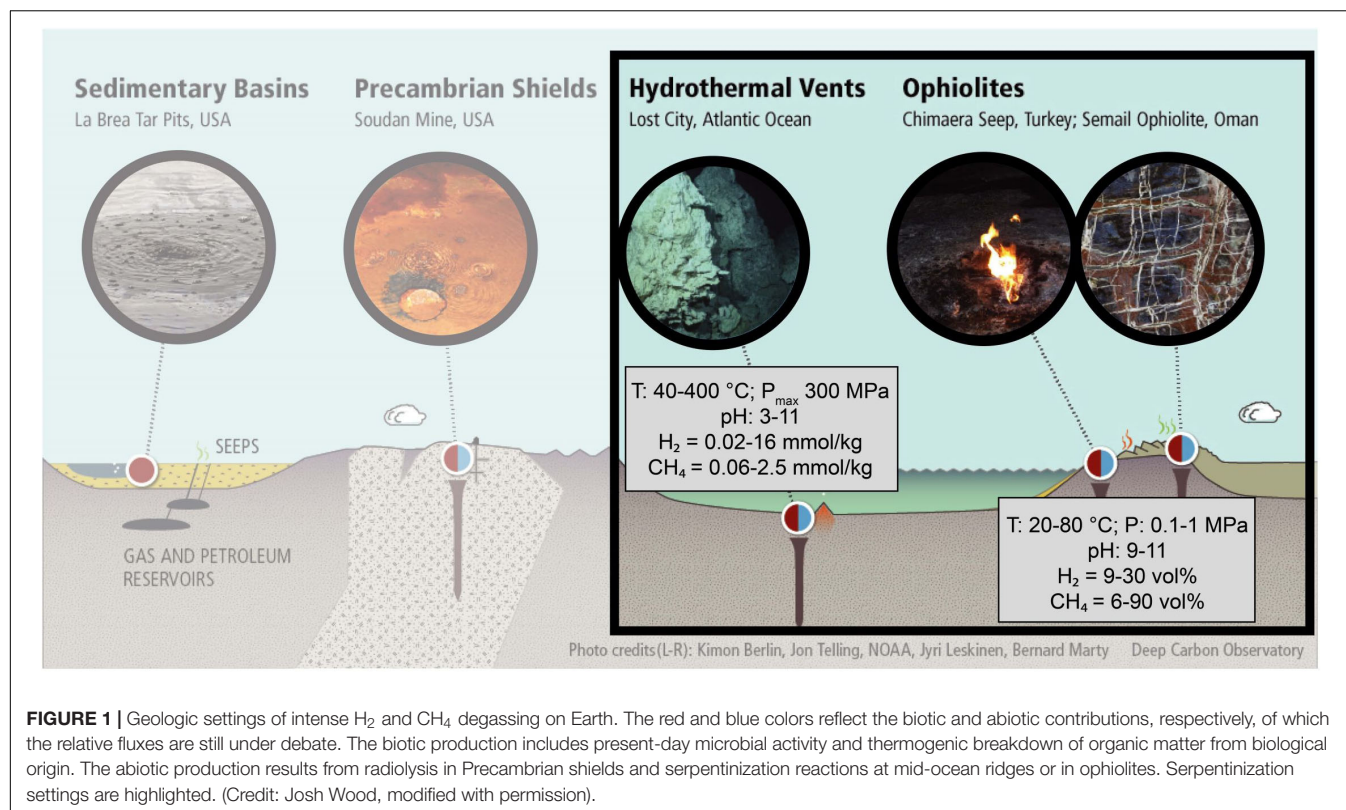 Sedimentary Basins
La Brea Tar Pits, USA
Precambrian Shields
Soudan Mine, USA
Hydrothermal Vents
Lost City, Atlantic Ocean
Ophiolites
Chimaera Seep, Turkey; Semail Ophiolite, Oman
T: 40-400 °C; Pmax 300 MPa
pH: 3-11
H₂ = 0.02-16 mmol/kg
CH₄ = 0.06-2.5 mmol/kg
SEEPS
GAS AND PETROLEUM
RESERVOIRS
T: 20-80 °C; P: 0.1-1 MPa
pH: 9-11
H₂ = 9-30 vol%
CH₄ = 6-90 vol%
Photo credits(L-R): Kimon Berlin, Jon Telling, NOAA, Jyri Leskinen, Bernard Marty Deep Carbon Observatory
FIGURE 1 | Geologic settings of intense H₂ and CH₄ degassing on Earth. The red and blue colors reflect the biotic and abiotic contributions, respectively, of which
the relative fluxes are still under debate. The biotic production includes present-day microbial activity and thermogenic breakdown of organic matter from biological
origin. The abiotic production results from radiolysis in Precambrian shields and serpentinization reactions at mid-ocean ridges or in ophiolites. Serpentinization
settings are highlighted. (Credit: Josh Wood, modified with permission).